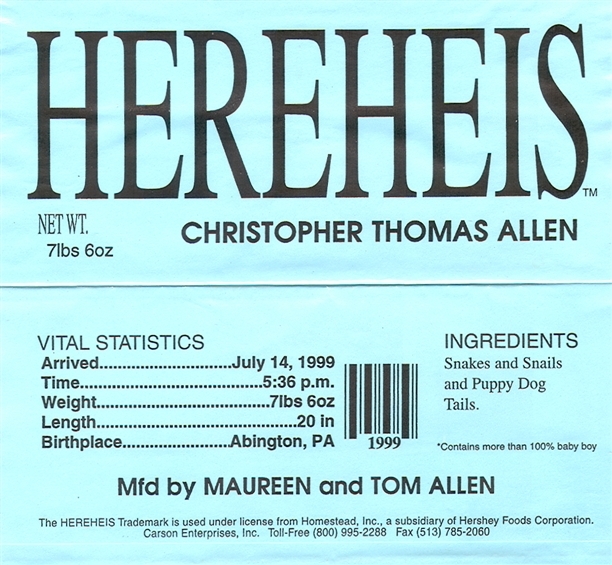 HEREHEIS™
NET WT.
7lbs 6oz
CHRISTOPHER THOMAS ALLEN
VITAL STATISTICS
Arrived..............................July 14, 1999
Time.........................................5:36 p.m.
Weight.......................................7lbs 6oz
Length............................................20 in
Birthplace........................Abington, PA
1999
INGREDIENTS
Snakes and Snails
and Puppy Dog
Tails.
*Contains more than 100% baby boy
Mfd by MAUREEN and TOM ALLEN
The HEREHEIS Trademark is used under license from Homestead, Inc., a subsidiary of Hershey Foods Corporation.
Carson Enterprises, Inc. Toll-Free (800) 995-2288 Fax (513) 785-2060